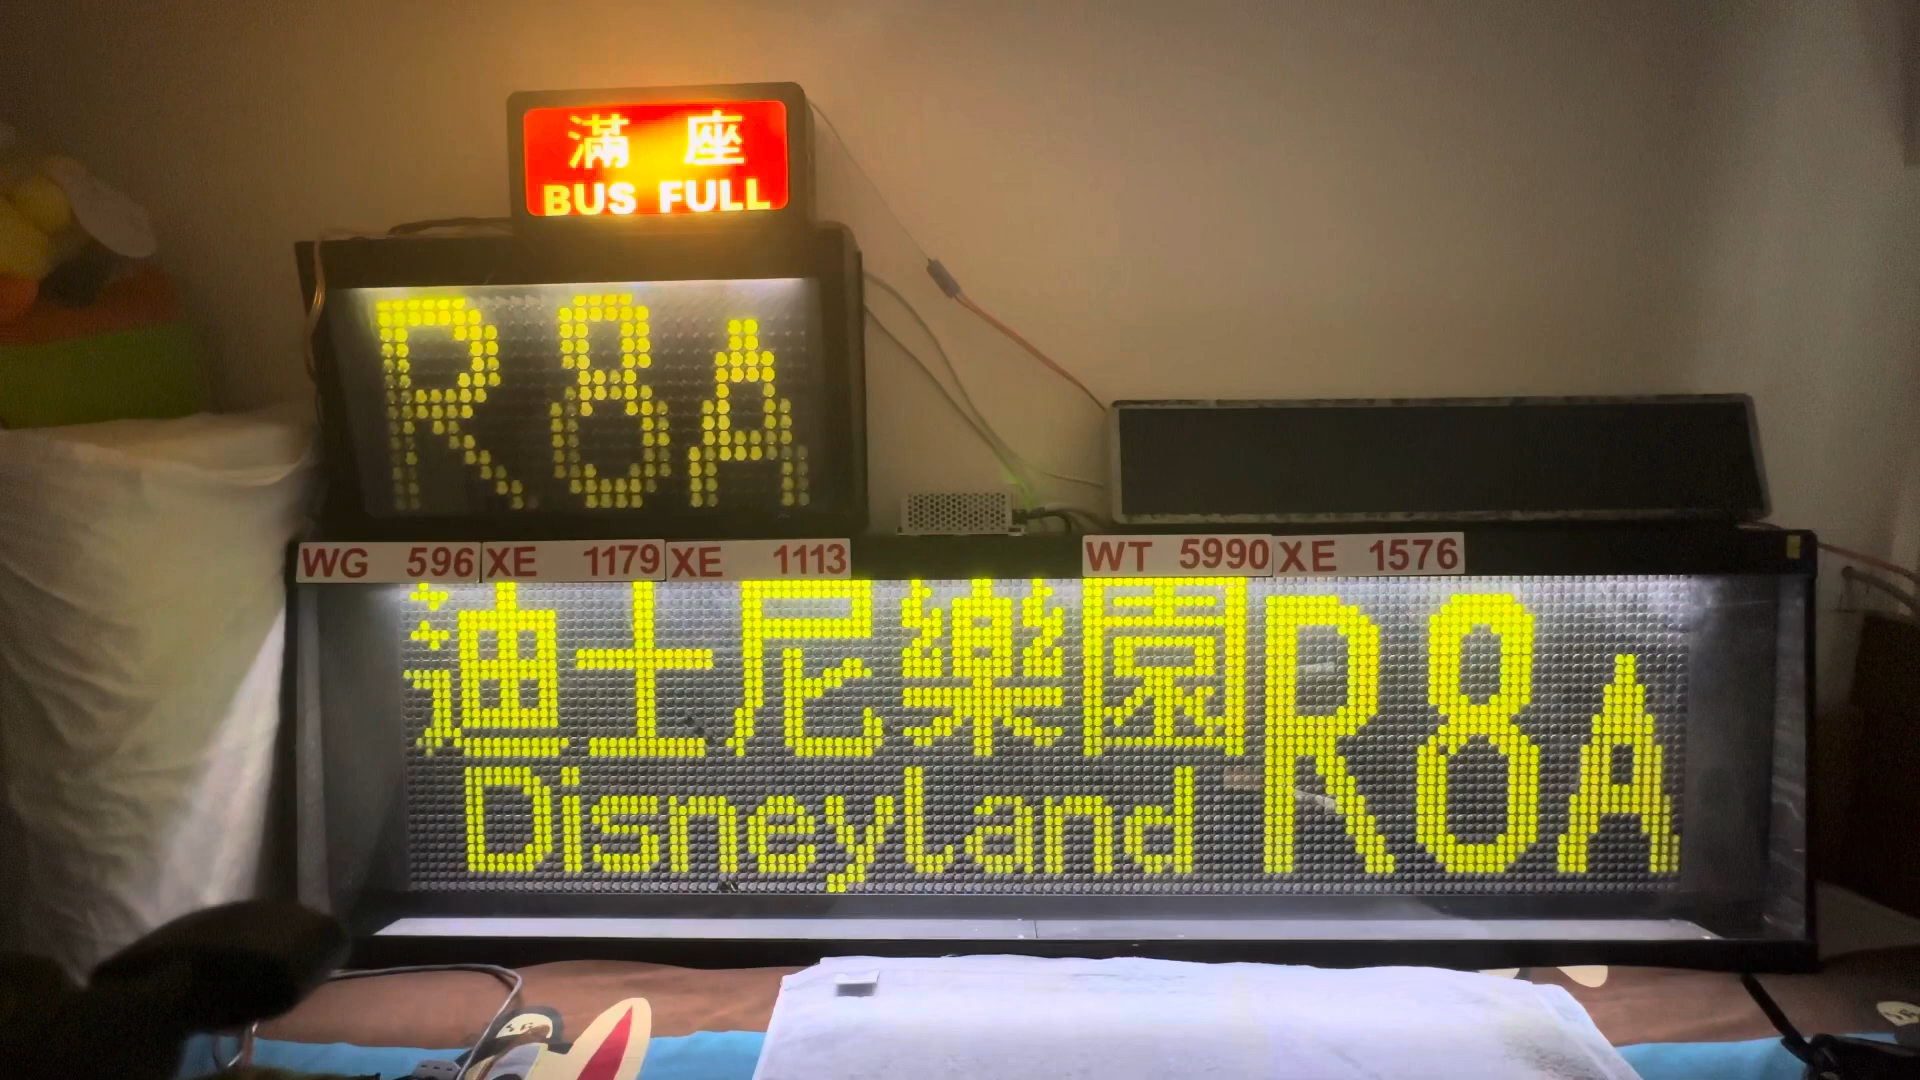 滿 座
BUS FULL
R8A
WG 596 XE 1179 XE 1113 WT 5990 XE 1576
迪士尼樂園 R8A
Disneyland